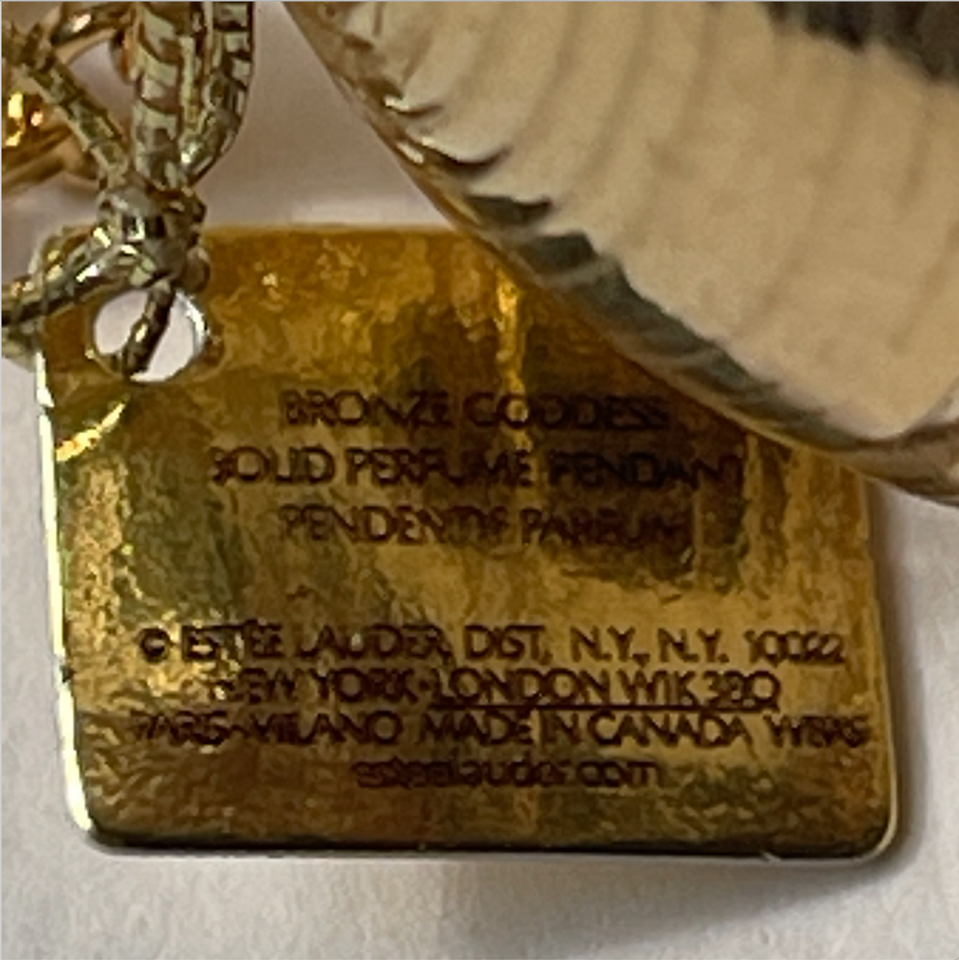 BRONZE GODDESS
SOLID PERFUME PENDANT
PENDENTIF PARFUM
© ESTĒE LAUDER, DIST, N.Y., N.Y. 10022
NEW YORK-LONDON W1K 3BQ
PARIS-MILANO MADE IN CANADA
esteelauder.com